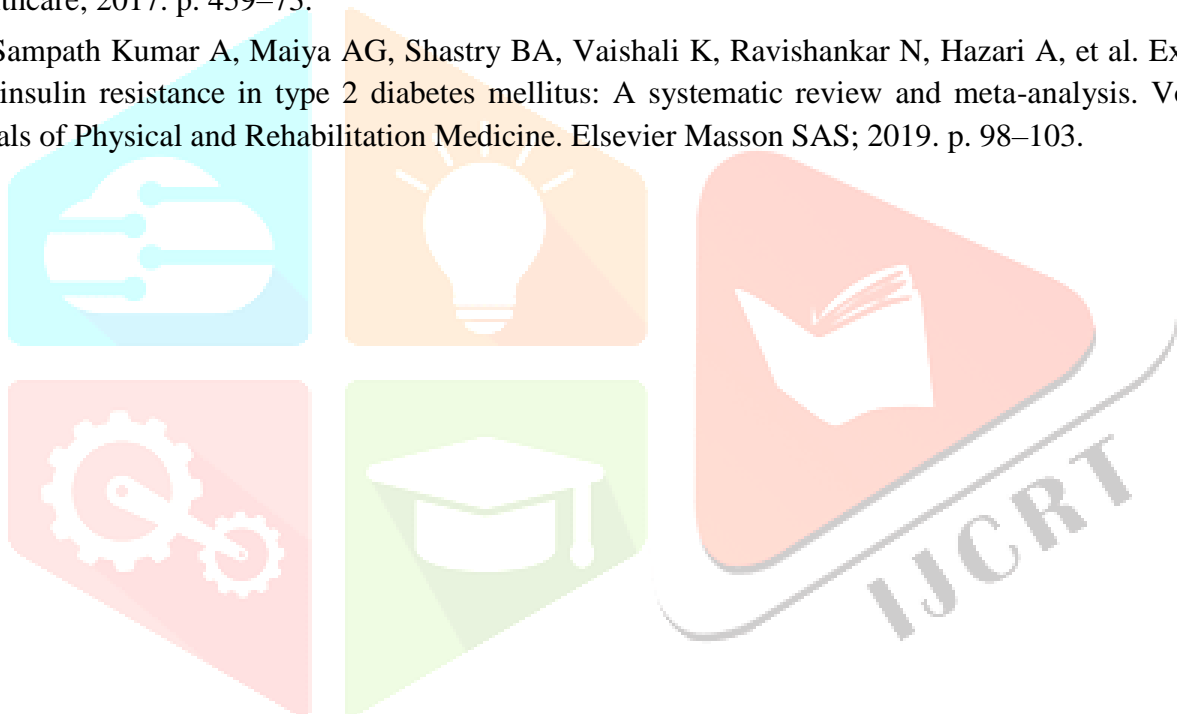 thcare; 2017. p. 459–73.
Sampath Kumar A, Maiya AG, Shastry BA, Vaishali K, Ravishankar N, Hazari A, et al. Ex
insulin resistance in type 2 diabetes mellitus: A systematic review and meta-analysis. Vo
als of Physical and Rehabilitation Medicine. Elsevier Masson SAS; 2019. p. 98–103.
IJCRT